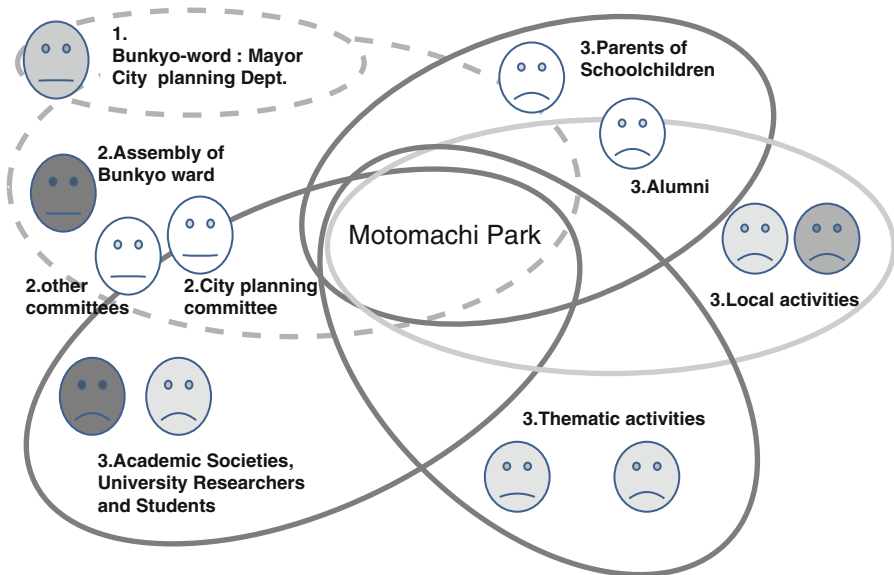 1.
Bunkyo-word : Mayor
City planning Dept.
3.Parents of
Schoolchildren
2.Assembly of
Bunkyo ward
3.Alumni
Motomachi Park
2.other
committees
2.City planning
committee
3.Local activities
3.Thematic activities
3.Academic Societies,
University Researchers
and Students